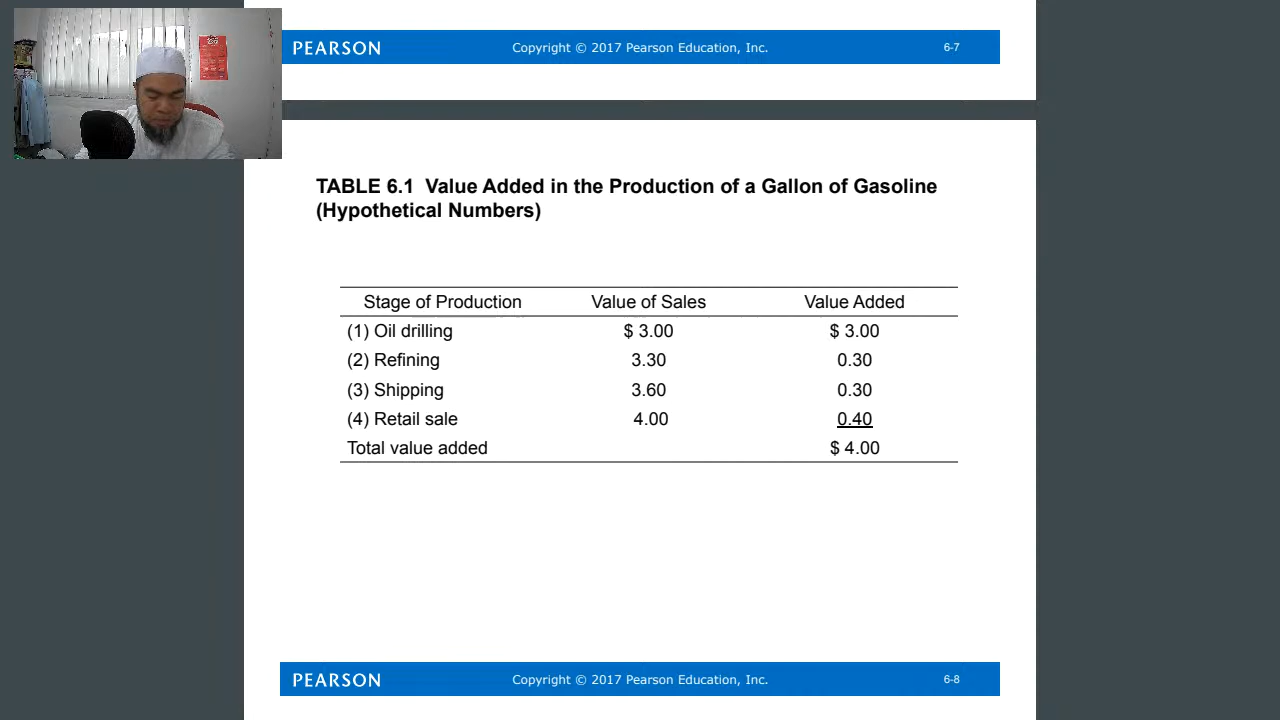 PEARSON Copyright © 2017 Pearson Education, Inc. 6-7
TABLE 6.1 Value Added in the Production of a Gallon of Gasoline
(Hypothetical Numbers)
Stage of Production Value of Sales Value Added
(1) Oil drilling $ 3.00 $ 3.00
(2) Refining 3.30 0.30
(3) Shipping 3.60 0.30
(4) Retail sale 4.00 0.40
Total value added $ 4.00
PEARSON Copyright © 2017 Pearson Education, Inc. 6-8